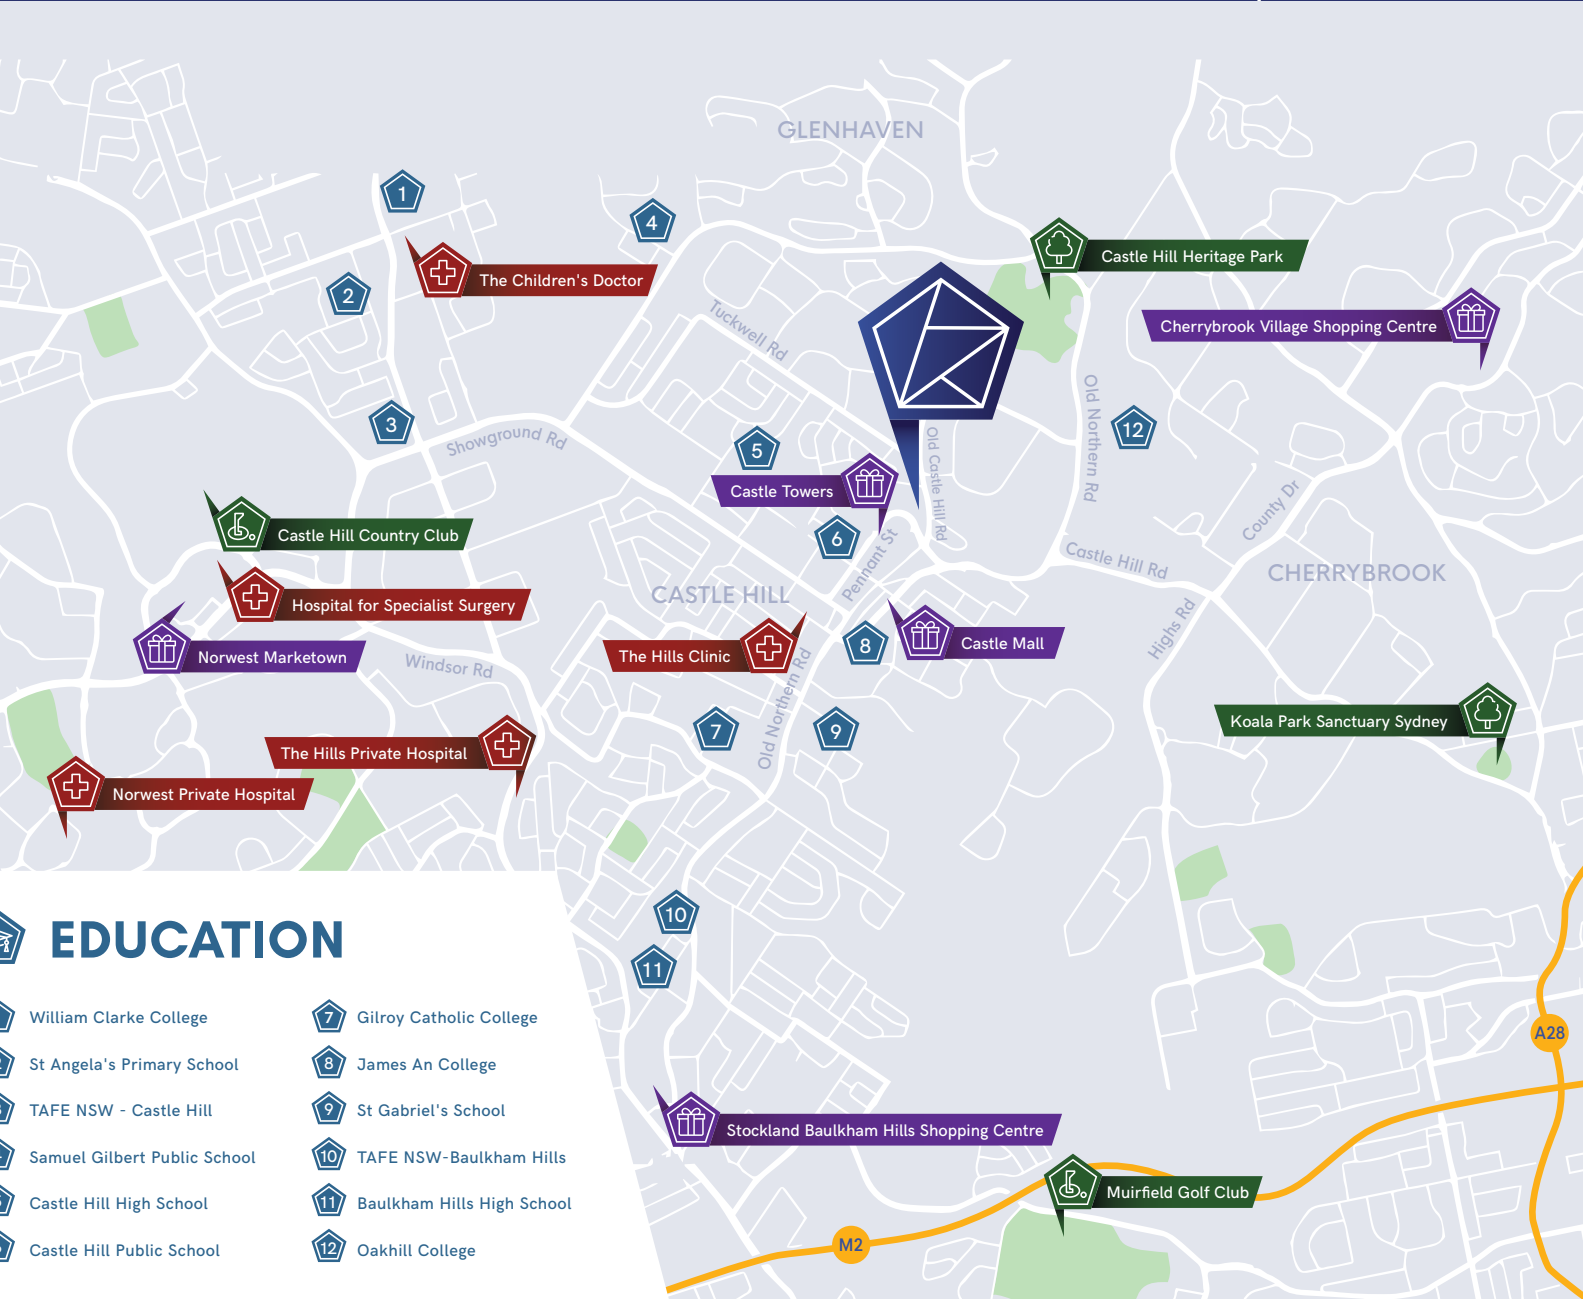 GLENHAVEN
1
4
Castle Hill Heritage Park
The Children's Doctor
2
Tuckwell Rd
Cherrybrook Village Shopping Centre
3
Showground Rd
5
Old Northern Rd
12
Castle Towers
Old Castle Hill Rd
County Dr
Castle Hill Country Club
6
Pennant St
Castle Hill Rd
CHERRYBROOK
CASTLE HILL
Hospital for Specialist Surgery
Highs Rd
Norwest Marketown
Windsor Rd
The Hills Clinic
8
Castle Mall
Old Northern Rd
7
9
Koala Park Sanctuary Sydney
The Hills Private Hospital
Norwest Private Hospital
10
11
A28
Stockland Baulkham Hills Shopping Centre
Muirfield Golf Club
M2
EDUCATION
William Clarke College
St Angela's Primary School
TAFE NSW - Castle Hill
Samuel Gilbert Public School
Castle Hill High School
Castle Hill Public School
7 Gilroy Catholic College
8 James An College
9 St Gabriel's School
10 TAFE NSW-Baulkham Hills
11 Baulkham Hills High School
12 Oakhill College